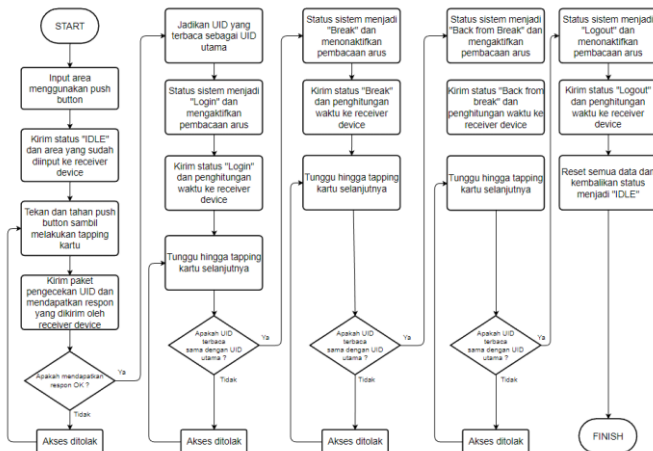 START
Input area
menggunakan push
button
Kirim status "IDLE"
dan area yang sudah
diinput ke receiver
device
Tekan dan tahan push
button sambil
melakukan tapping
kartu
Kirim paket
pengecekan UID dan
mendapatkan respon
yang dikirim oleh
receiver device
Apakah mendapatkan
respon OK ?
Ya
Tidak
Akses ditolak
Jadikan UID yang
terbaca sebagai UID
utama
Status sistem menjadi
"Login" dan
mengaktifkan
pembacaan arus
Kirim status "Login"
dan penghitungan
waktu ke receiver
device
Tunggu hingga tapping
kartu selanjutnya
Apakah UID
terbaca
sama dengan UID
utama ?
Ya
Tidak
Akses ditolak
Status sistem menjadi
"Break" dan
menonaktifkan
pembacaan arus
Kirim status "Break"
dan penghitungan
waktu ke receiver
device
Tunggu hingga tapping
kartu selanjutnya
Apakah UID
terbaca
sama dengan UID
utama ?
Ya
Tidak
Akses ditolak
Status sistem menjadi
"Back from Break" dan
mengaktifkan
pembacaan arus
Kirim status "Back from
break" dan
penghitungan waktu ke
receiver device
Tunggu hingga tapping
kartu selanjutnya
Apakah UID
terbaca
sama dengan UID
utama ?
Ya
Tidak
Akses ditolak
Status sistem menjadi
"Logout" dan
menonaktifkan
pembacaan arus
Kirim status "Logout"
dan penghitungan
waktu ke receiver
device
Reset semua data dan
kembalikan status
menjadi "IDLE"
FINISH